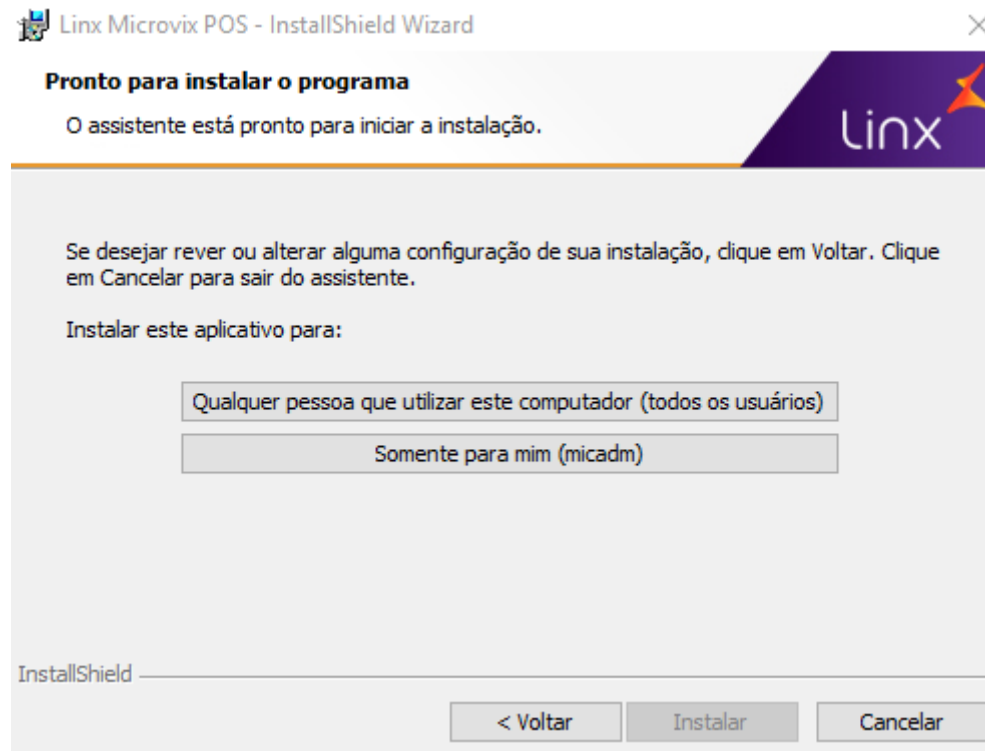 Linx Microvix POS - InstallShield Wizard
Pronto para instalar o programa
O assistente está pronto para iniciar a instalação.
Linx
Se desejar rever ou alterar alguma configuração de sua instalação, clique em Voltar. Clique
em Cancelar para sair do assistente.
Instalar este aplicativo para:
Qualquer pessoa que utilizar este computador (todos os usuários)
Somente para mim (micadm)
InstallShield
< Voltar
Instalar
Cancelar